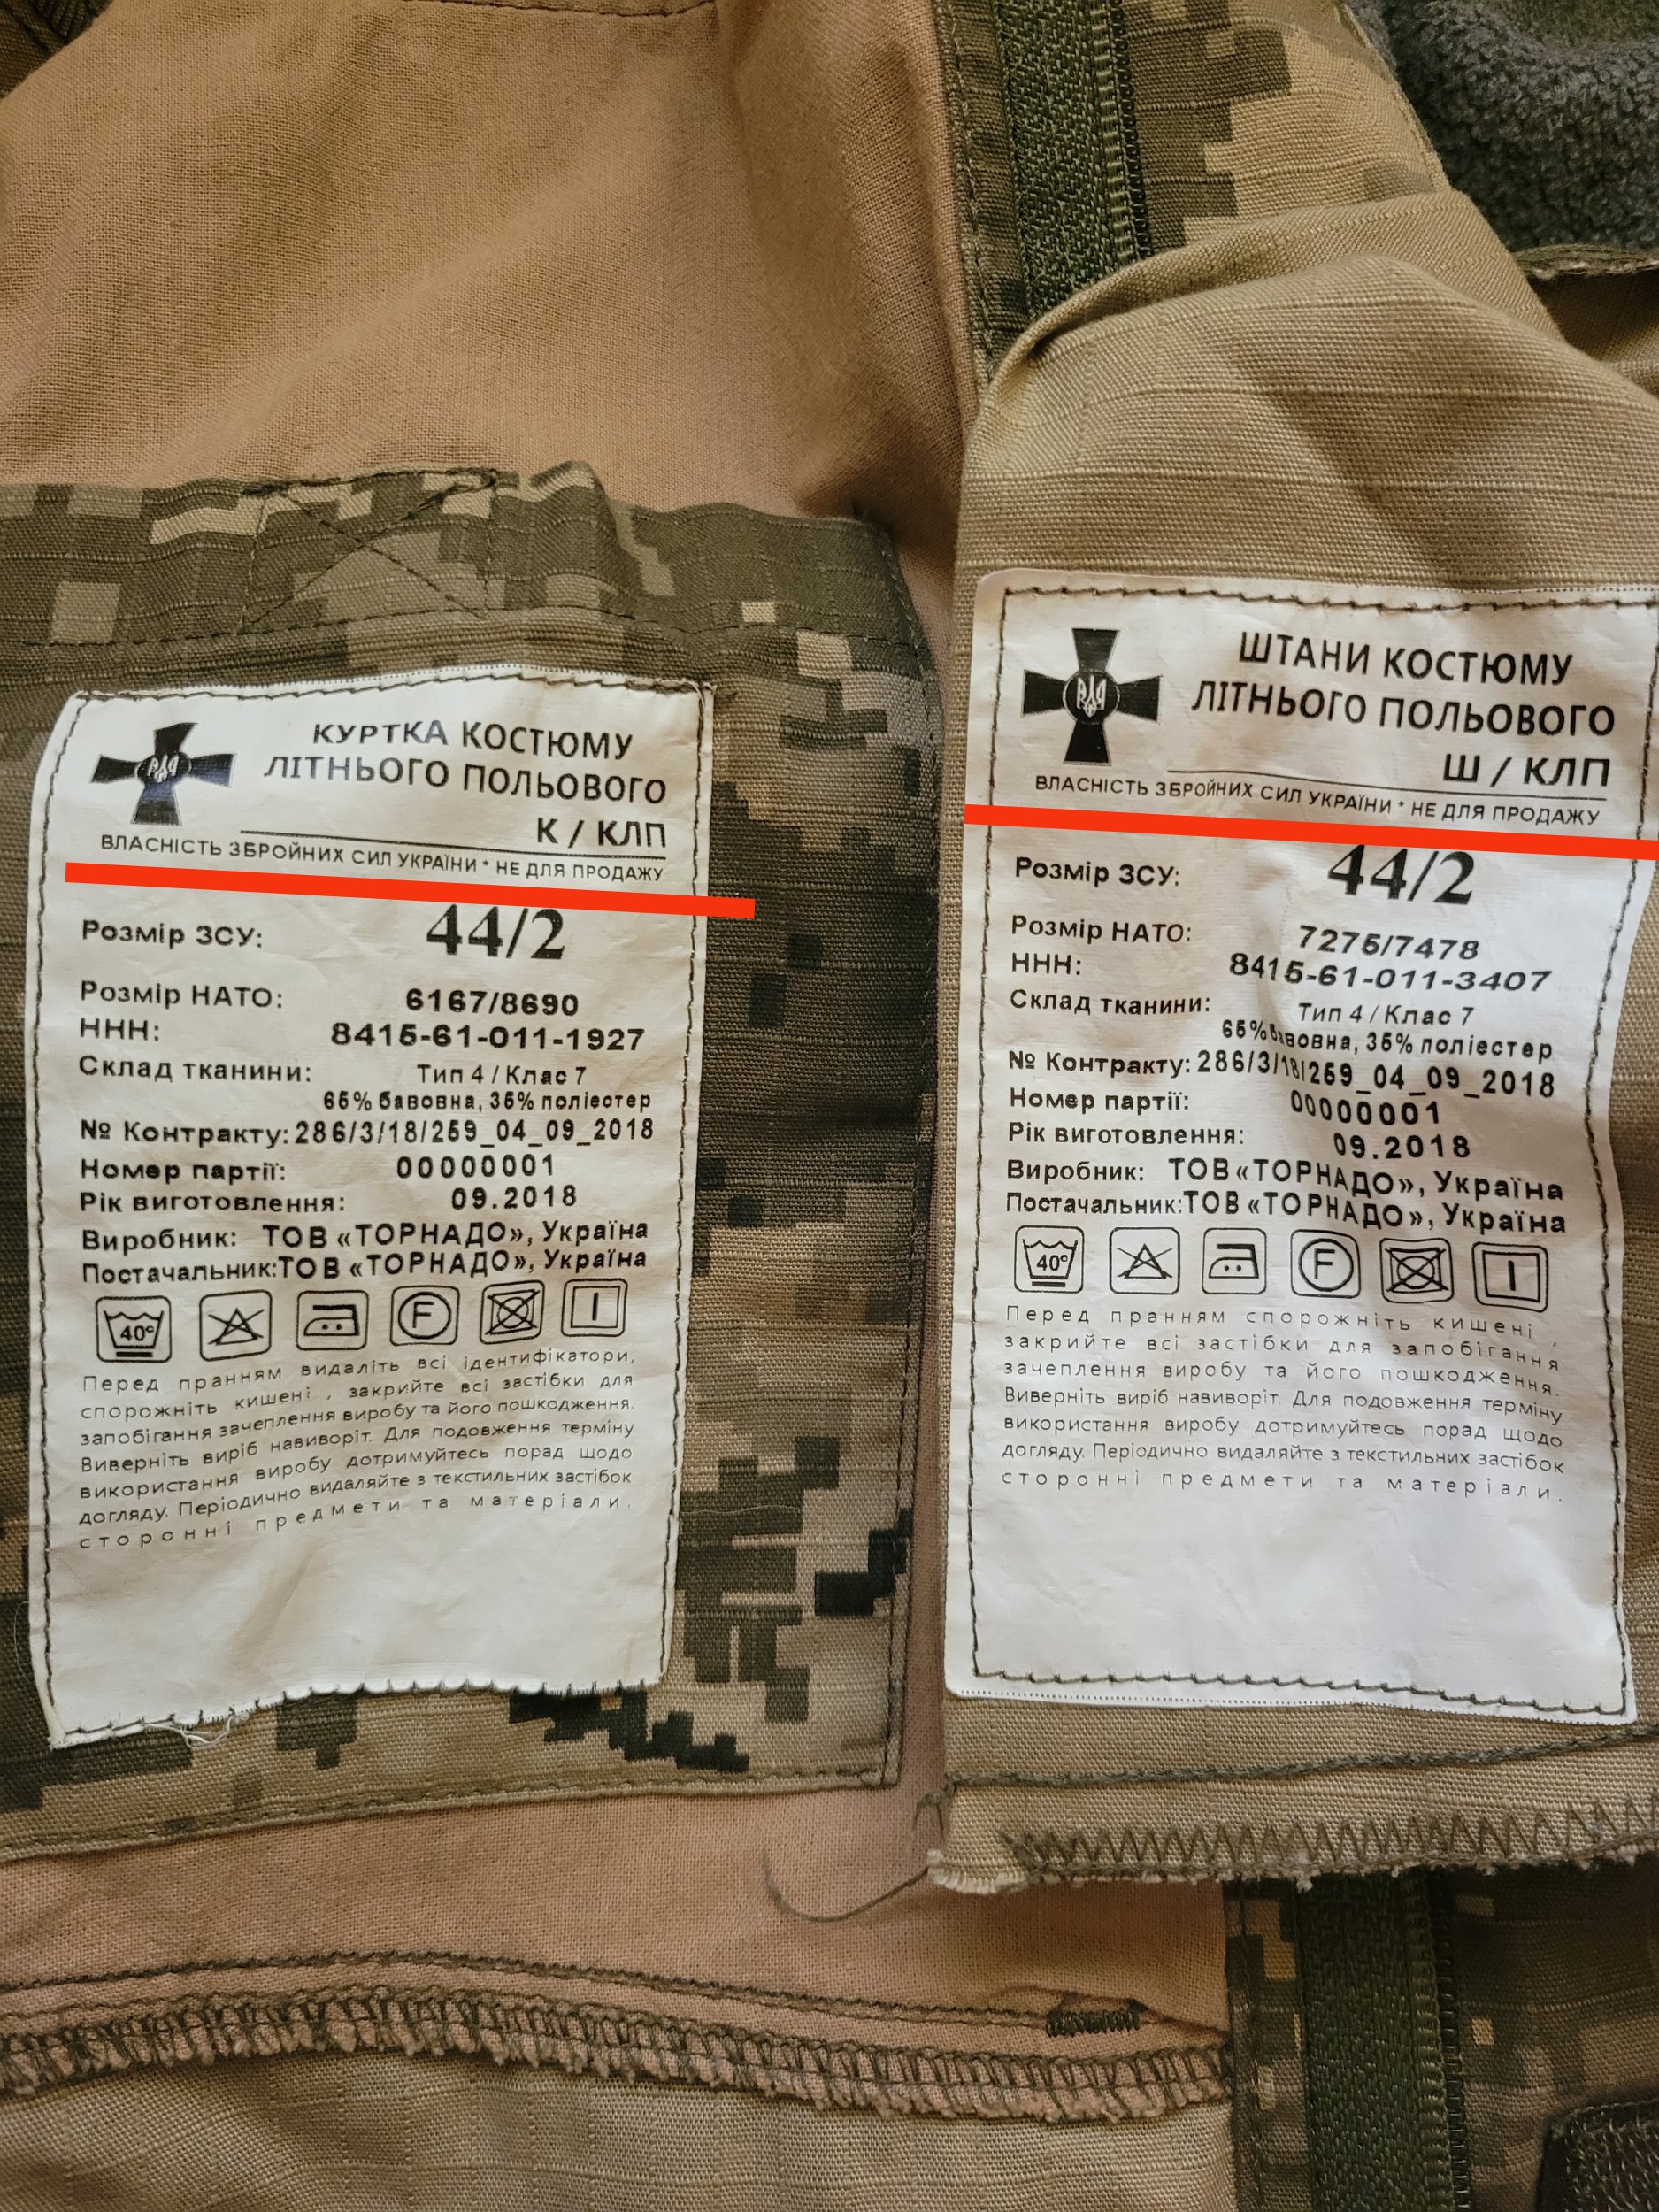 КУРТКА КОСТЮМУ
ЛІТНЬОГО ПОЛЬОВОГО
К / КЛП
ВЛАСНІСТЬ ЗБРОЙНИХ СИЛ УКРАЇНИ * НЕ ДЛЯ ПРОДАЖУ
Розмір ЗСУ: 44/2
Розмір НАТО: 6167/8690
ННН: 8415-61-011-1927
Склад тканини: Тип 4 / Клас 7
65% бавовна, 35% поліестер
№ Контракту: 286/3/18/259_04_09_2018
Номер партії: 00000001
Рік виготовлення: 09.2018
Виробник: ТОВ «ТОРНАДО», Україна
Постачальник: ТОВ «ТОРНАДО», Україна
40° F I
Перед пранням видаліть всі ідентифікатори,
спорожніть кишені , закрийте всі застібки для
запобігання зачеплення виробу та його пошкодження.
Виверніть виріб навиворіт. Для подовження терміну
використання виробу дотримуйтесь порад щодо
догляду. Періодично видаляйте з текстильних застібок
сторонні предмети та матеріали.
ШТАНИ КОСТЮМУ
ЛІТНЬОГО ПОЛЬОВОГО
Ш / КЛП
ВЛАСНІСТЬ ЗБРОЙНИХ СИЛ УКРАЇНИ * НЕ ДЛЯ ПРОДАЖУ
Розмір ЗСУ: 44/2
Розмір НАТО: 7275/7478
ННН: 8415-61-011-3407
Склад тканини: Тип 4 / Клас 7
65% бавовна, 35% поліестер
№ Контракту: 286/3/18/259_04_09_2018
Номер партії: 00000001
Рік виготовлення: 09.2018
Виробник: ТОВ «ТОРНАДО», Україна
Постачальник: ТОВ «ТОРНАДО», Україна
40° F I
Перед пранням спорожніть кишені ,
закрийте всі застібки для запобігання
зачеплення виробу та його пошкодження.
Виверніть виріб навиворіт. Для подовження терміну
використання виробу дотримуйтесь порад щодо
догляду. Періодично видаляйте з текстильних застібок
сторонні предмети та матеріали.